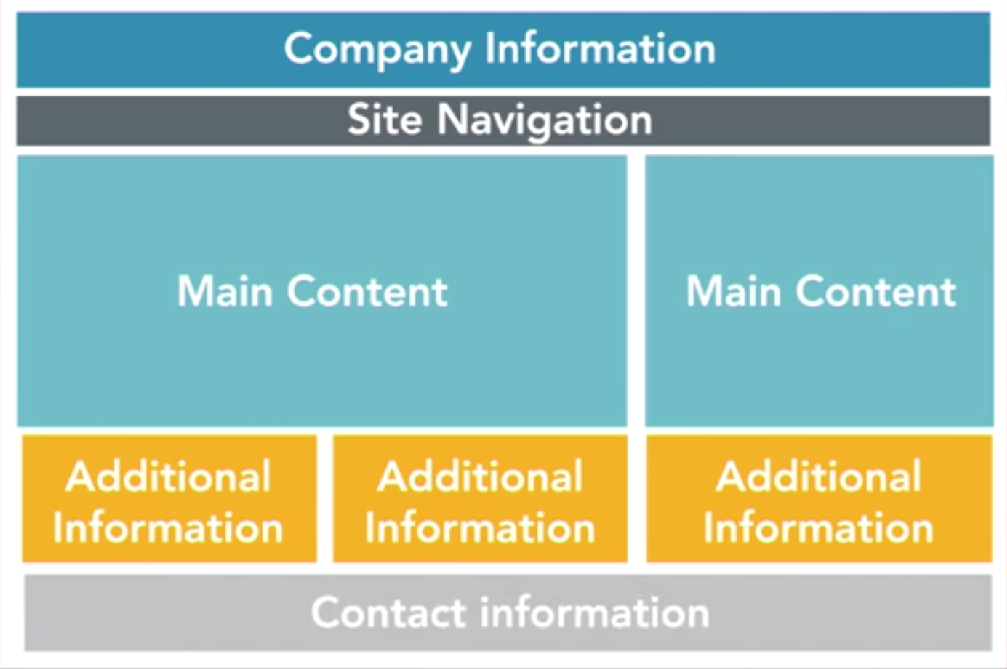 Company Information
Site Navigation
Main Content
Main Content
Additional
Information
Additional
Information
Additional
Information
Contact information